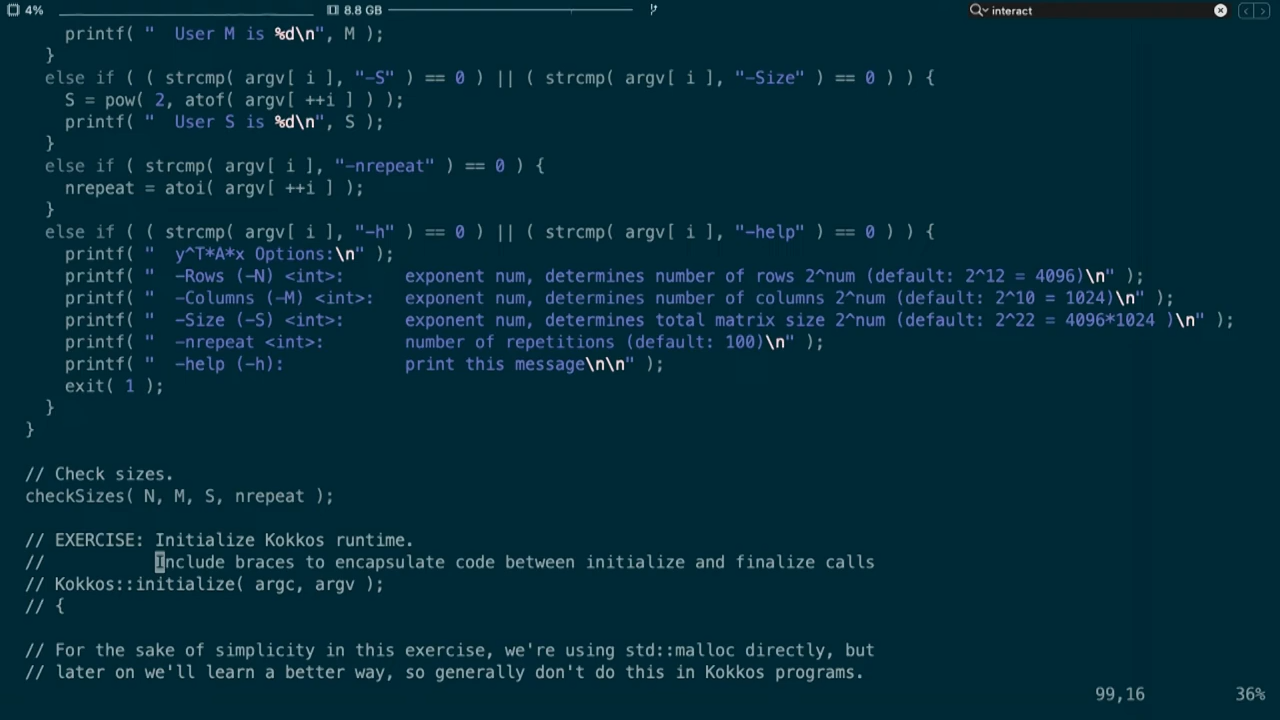 4% 8.8 GB interact
printf( "  User M is %d\n", M );
}
else if ( ( strcmp( argv[ i ], "-S" ) == 0 ) || ( strcmp( argv[ i ], "-Size" ) == 0 ) ) {
S = pow( 2, atof( argv[ ++i ] ) );
printf( "  User S is %d\n", S );
}
else if ( strcmp( argv[ i ], "-nrepeat" ) == 0 ) {
nrepeat = atoi( argv[ ++i ] );
}
else if ( ( strcmp( argv[ i ], "-h" ) == 0 ) || ( strcmp( argv[ i ], "-help" ) == 0 ) ) {
printf( "  y^T*A*x Options:\n" );
printf( "  -Rows (-N) <int>:      exponent num, determines number of rows 2^num (default: 2^12 = 4096)\n" );
printf( "  -Columns (-M) <int>:   exponent num, determines number of columns 2^num (default: 2^10 = 1024)\n" );
printf( "  -Size (-S) <int>:      exponent num, determines total matrix size 2^num (default: 2^22 = 4096*1024 )\n" );
printf( "  -nrepeat <int>:        number of repetitions (default: 100)\n" );
printf( "  -help (-h):            print this message\n\n" );
exit( 1 );
}
}
// Check sizes.
checkSizes( N, M, S, nrepeat );
// EXERCISE: Initialize Kokkos runtime.
//           Include braces to encapsulate code between initialize and finalize calls
// Kokkos::initialize( argc, argv );
// {
// For the sake of simplicity in this exercise, we're using std::malloc directly, but
// later on we'll learn a better way, so generally don't do this in Kokkos programs.
99,16 36%